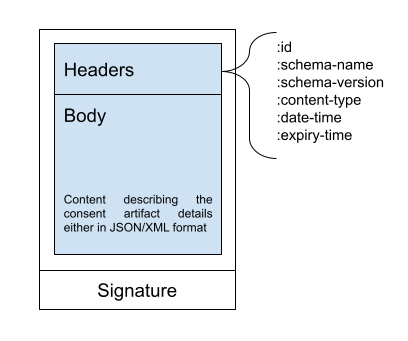 Headers
:id
:schema-name
:schema-version
:content-type
:date-time
:expiry-time
Body
Content describing the
consent artifact details
either in JSON/XML format
Signature